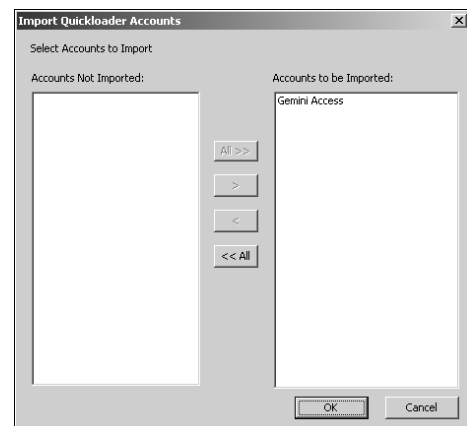 Import Quickloader Accounts
Select Accounts to Import
Accounts Not Imported:
Accounts to be Imported:
Gemini Access
All >>
>
<
<< All
OK
Cancel